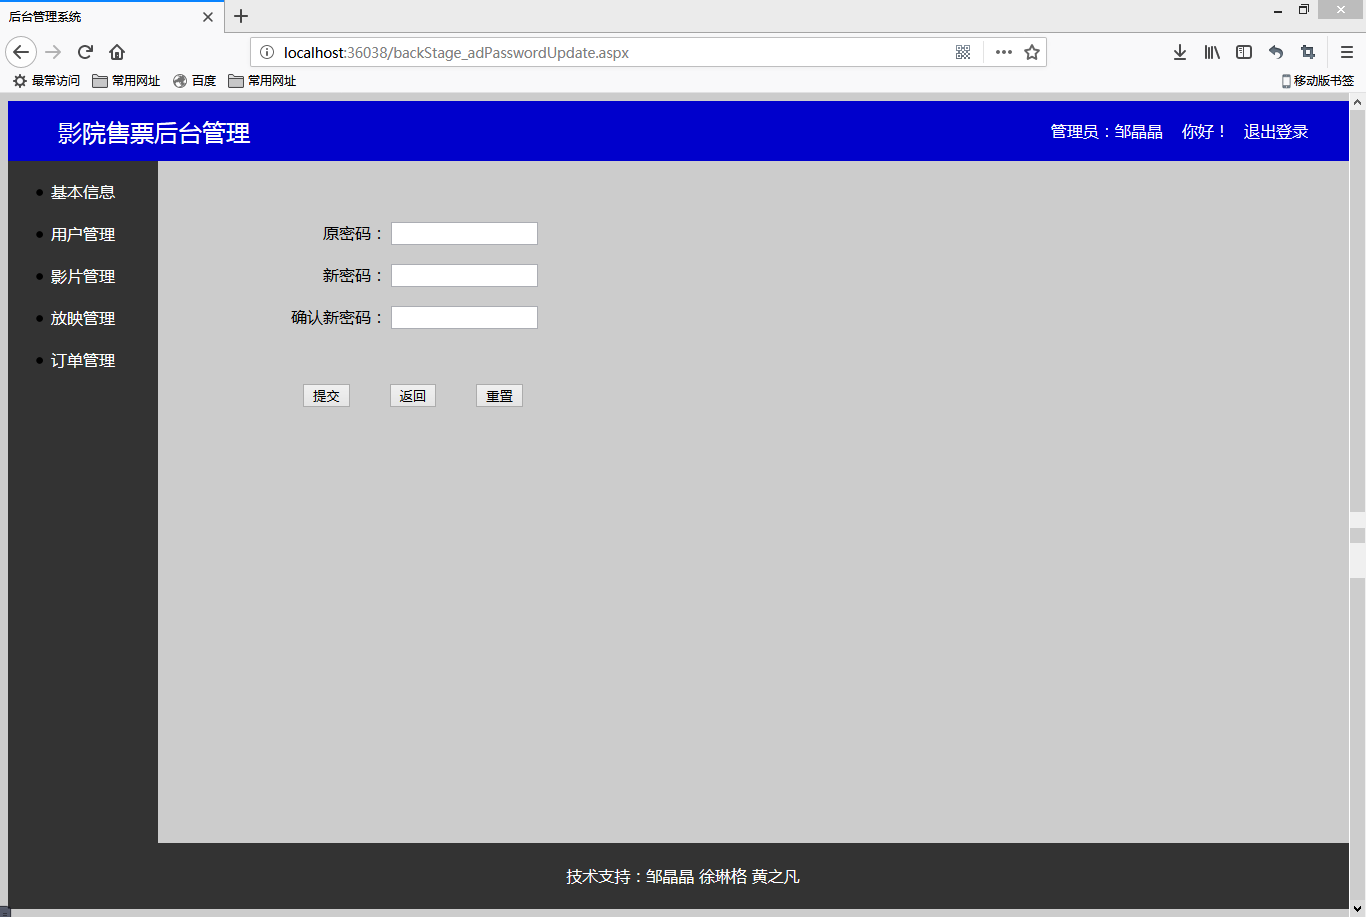 后台管理系统
localhost:36038/backStage_adPasswordUpdate.aspx
最常访问 常用网址 百度 常用网址 移动版书签
影院售票后台管理 管理员：邹晶晶 你好！ 退出登录
基本信息
用户管理
影片管理
放映管理
订单管理
原密码：
新密码：
确认新密码：
提交 返回 重置
技术支持：邹晶晶 徐琳格 黄之凡